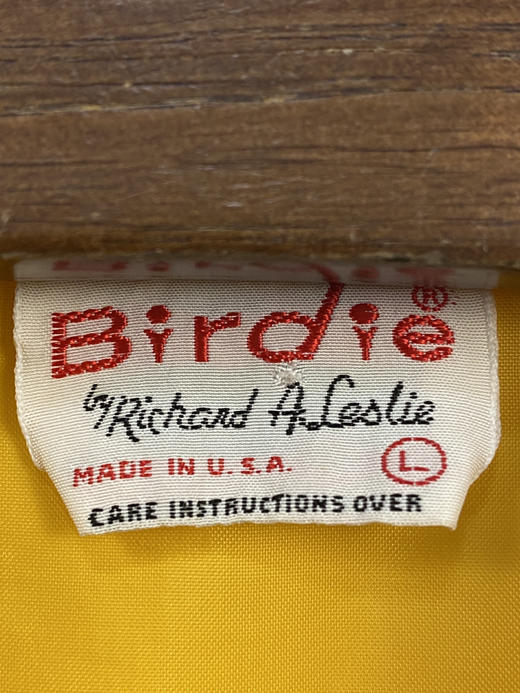 Birdie®
by Richard A. Leslie
MADE IN U.S.A. L
CARE INSTRUCTIONS OVER